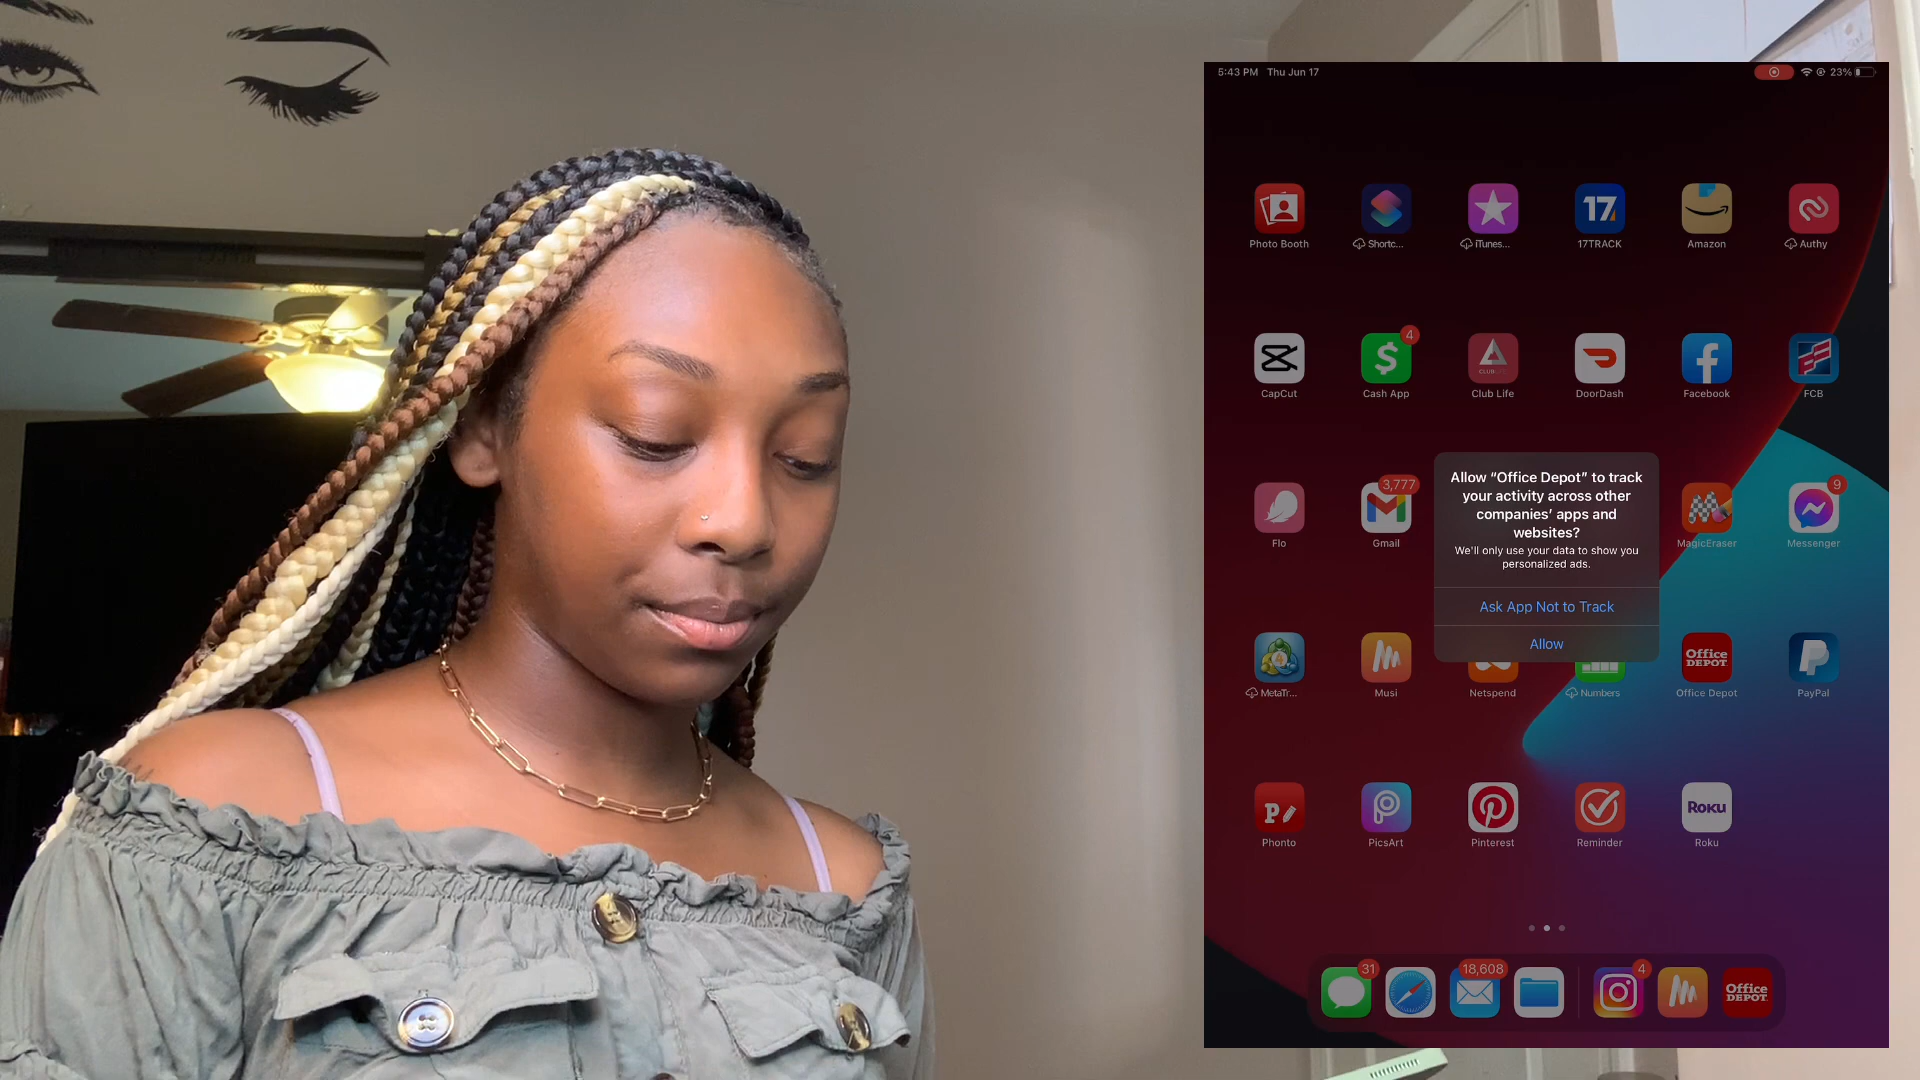 5:43 PM Thu Jun 17
23%
17
Photo Booth
Shortc...
iTunes...
17TRACK
Amazon
Authy
4
CLUB LIFE
CapCut
Cash App
Club Life
DoorDash
Facebook
FCB
3,777
9
Allow “Office Depot” to track
your activity across other
companies’ apps and
websites?
We'll only use your data to show you
personalized ads.
Ask App Not to Track
Allow
Flo
Gmail
MagicEraser
Messenger
Office
DEPOT
MetaTr...
Musi
Netspend
Numbers
Office Depot
PayPal
P
Roku
Phonto
PicsArt
Pinterest
Reminder
Roku
31
18,608
4
Office
DEPOT